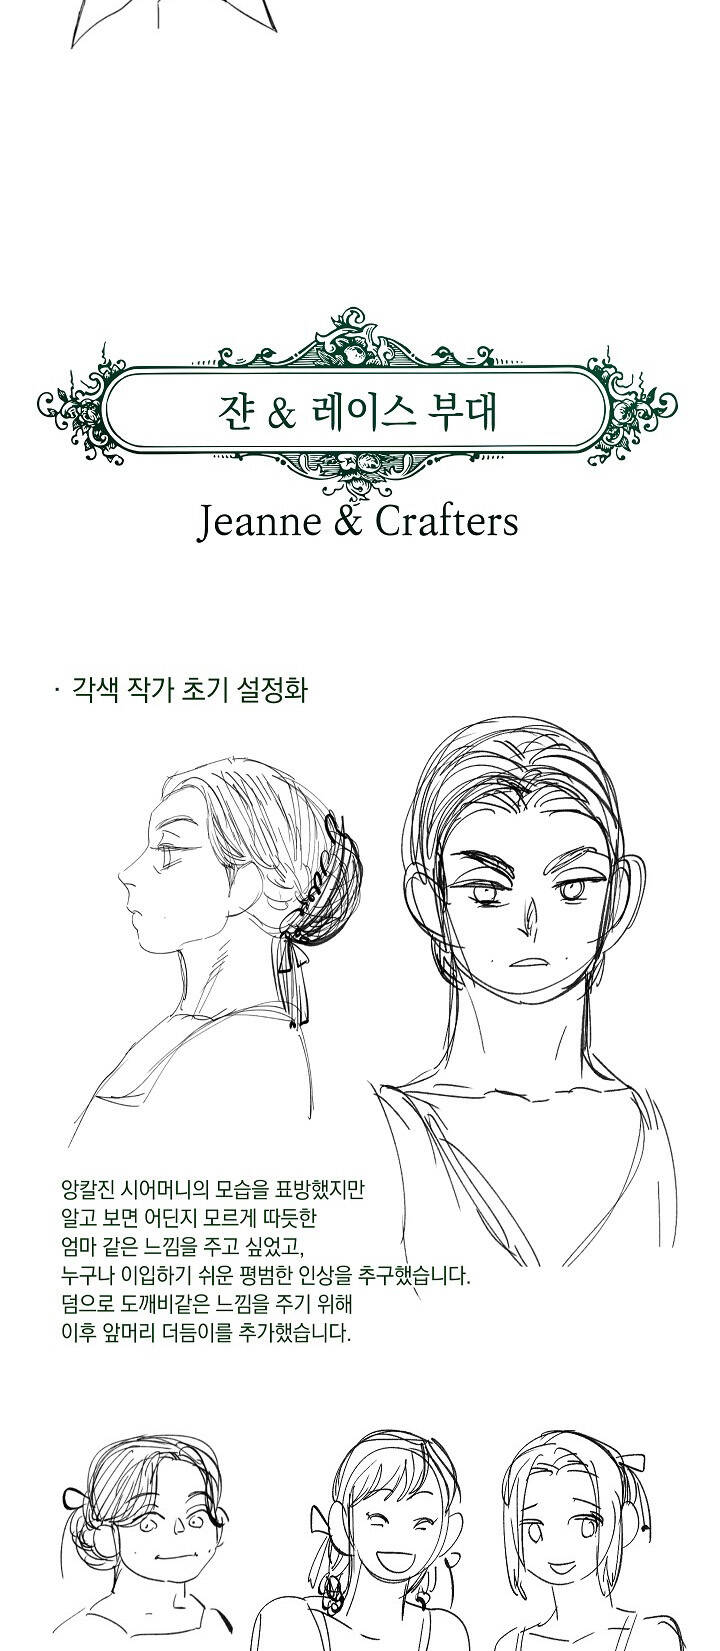 쟌 & 레이스 부대
Jeanne & Crafters
· 각색 작가 초기 설정화
앙칼진 시어머니의 모습을 표방했지만
알고 보면 어딘지 모르게 따듯한
엄마 같은 느낌을 주고 싶었고,
누구나 이입하기 쉬운 평범한 인상을 추구했습니다.
덤으로 도깨비같은 느낌을 주기 위해
이후 앞머리 더듬이를 추가했습니다.